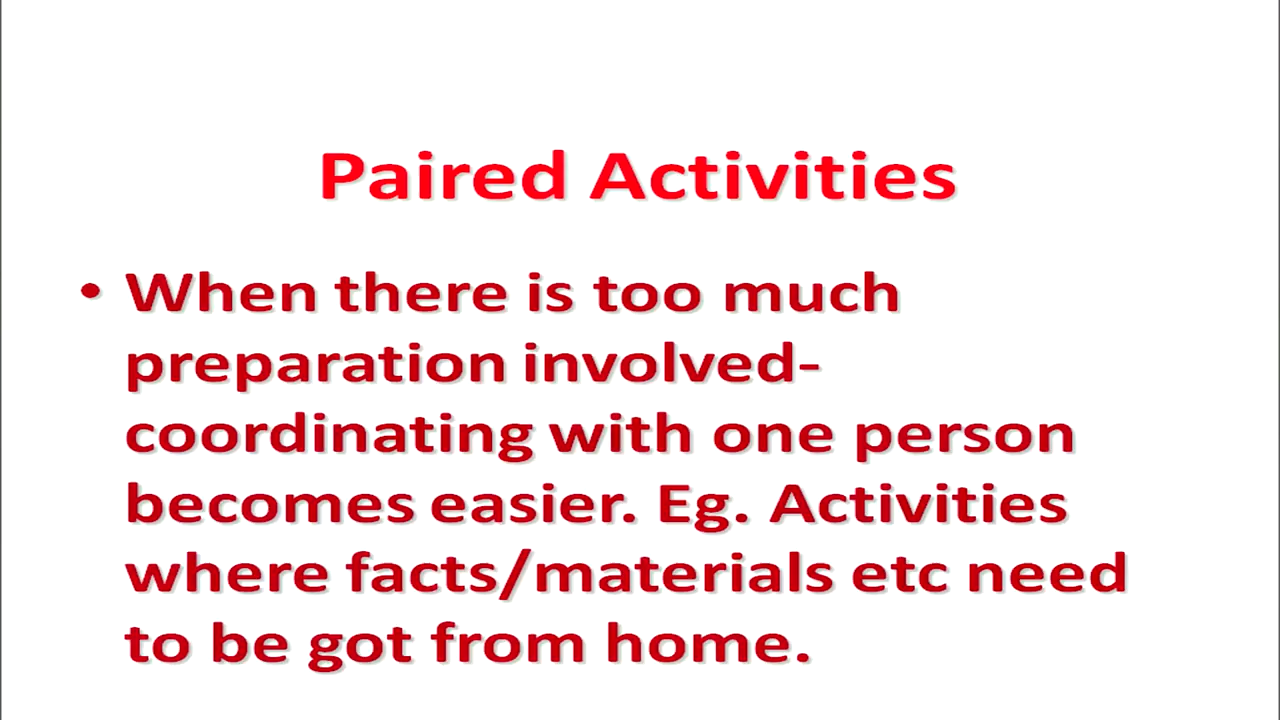 Paired Activities
• When there is too much
preparation involved-
coordinating with one person
becomes easier. Eg. Activities
where facts/materials etc need
to be got from home.